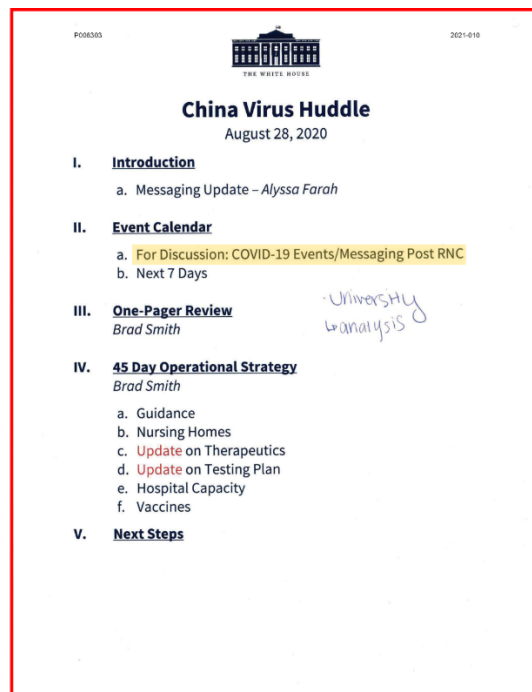 P006303 2021-010
THE WHITE HOUSE
China Virus Huddle
August 28, 2020
I. Introduction
a. Messaging Update – Alyssa Farah
II. Event Calendar
a. For Discussion: COVID-19 Events/Messaging Post RNC
b. Next 7 Days
University
analysis
III. One-Pager Review
Brad Smith
IV. 45 Day Operational Strategy
Brad Smith
a. Guidance
b. Nursing Homes
c. Update on Therapeutics
d. Update on Testing Plan
e. Hospital Capacity
f. Vaccines
V. Next Steps